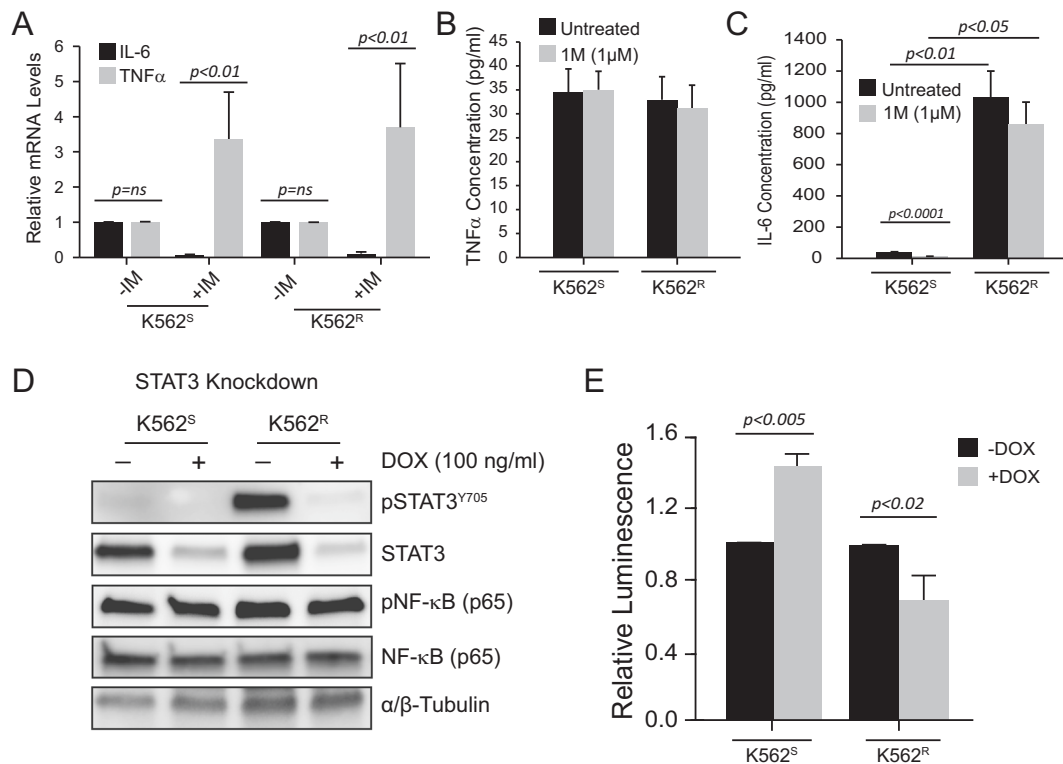 A
IL-6
TNFα
Relative mRNA Levels
6
5
4
3
2
1
0
p=ns
p<0.01
p=ns
p<0.01
-IM
+IM
-IM
+IM
K562S
K562R
B
Untreated
1M (1µM)
TNFα Concentration (pg/ml)
45
40
35
30
25
20
15
10
5
0
K562S
K562R
C
p<0.05
p<0.01
Untreated
1M (1µM)
IL-6 Concentration (pg/ml)
1400
1200
1000
800
600
400
200
0
p<0.0001
K562S
K562R
D
STAT3 Knockdown
K562S K562R
– + – + DOX (100 ng/ml)
pSTAT3Y705
STAT3
pNF-κB (p65)
NF-κB (p65)
α/β-Tubulin
E
Relative Luminescence
1.6
1.2
0.8
0.4
0.0
p<0.005
p<0.02
-DOX
+DOX
K562S
K562R